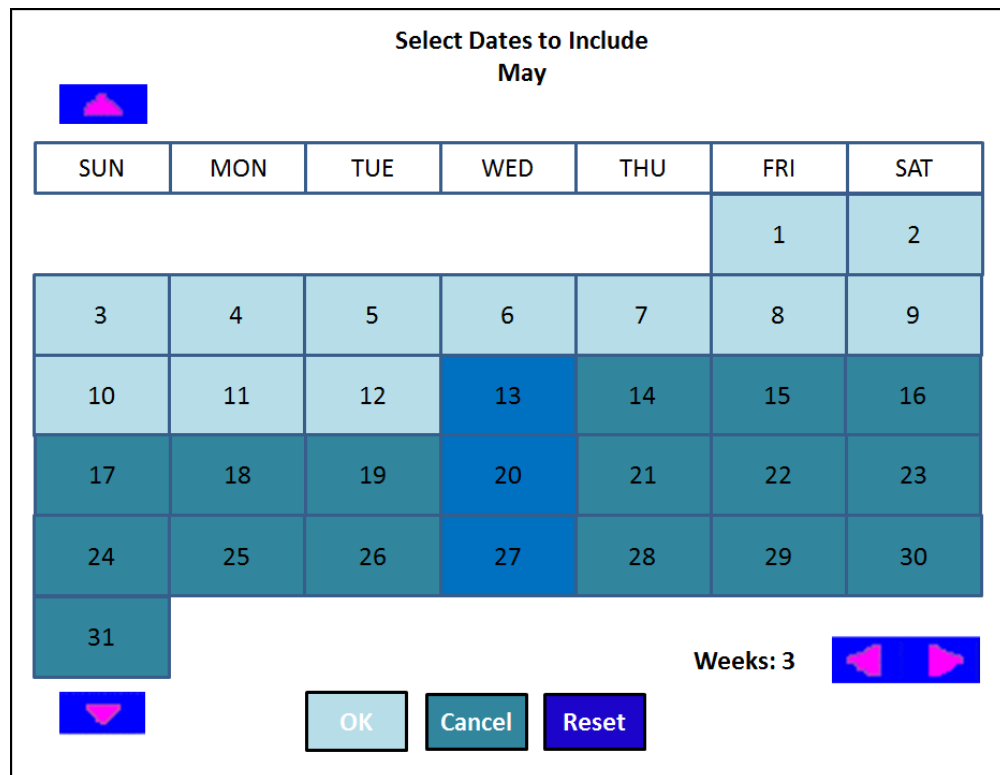 Select Dates to Include
May
SUN MON TUE WED THU FRI SAT
1 2
3 4 5 6 7 8 9
10 11 12 13 14 15 16
17 18 19 20 21 22 23
24 25 26 27 28 29 30
31
Weeks: 3
OK Cancel Reset